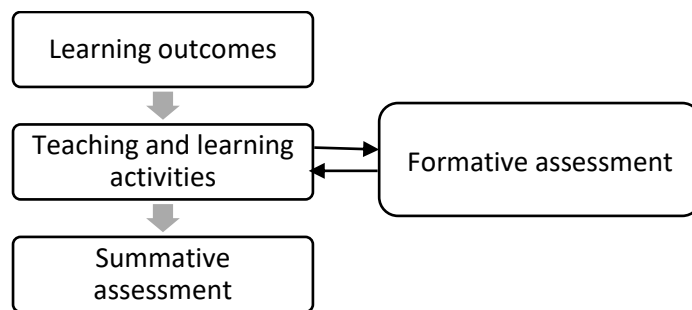 Learning outcomes
Teaching and learning
activities
Formative assessment
Summative
assessment